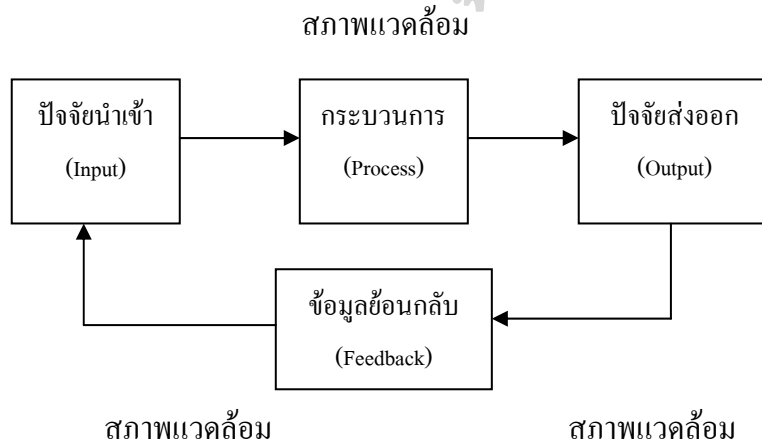 สภาพแวดล้อม
ปัจจัยนำเข้า
(Input)
กระบวนการ
(Process)
ปัจจัยส่งออก
(Output)
ข้อมูลย้อนกลับ
(Feedback)
สภาพแวดล้อม
สภาพแวดล้อม